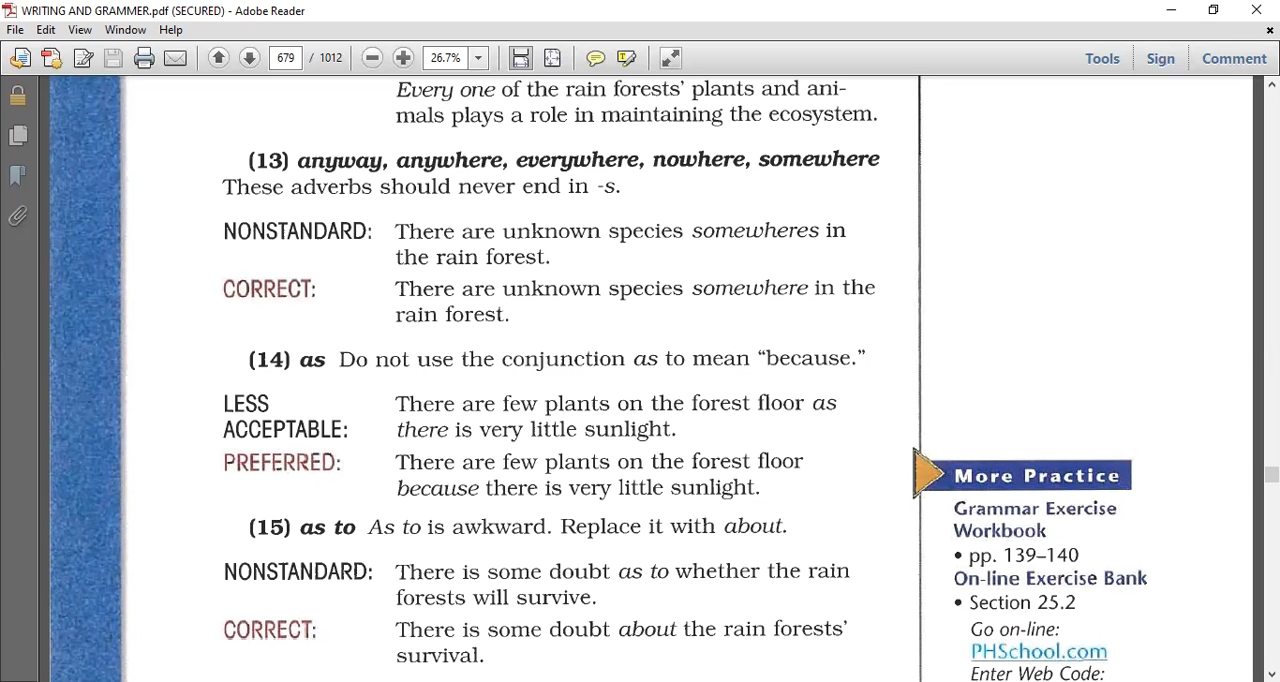 WRITING AND GRAMMER.pdf (SECURED) - Adobe Reader
File Edit View Window Help
679 / 1012 26.7% Tools Sign Comment
Every one of the rain forests' plants and ani-
mals plays a role in maintaining the ecosystem.
(13) anyway, anywhere, everywhere, nowhere, somewhere
These adverbs should never end in -s.
NONSTANDARD: There are unknown species somewheres in
the rain forest.
CORRECT: There are unknown species somewhere in the
rain forest.
(14) as Do not use the conjunction as to mean “because.”
LESS There are few plants on the forest floor as
ACCEPTABLE: there is very little sunlight.
PREFERRED: There are few plants on the forest floor
because there is very little sunlight.
(15) as to As to is awkward. Replace it with about.
NONSTANDARD: There is some doubt as to whether the rain
forests will survive.
CORRECT: There is some doubt about the rain forests'
survival.
More Practice
Grammar Exercise
Workbook
• pp. 139–140
On-line Exercise Bank
• Section 25.2
Go on-line:
PHSchool.com
Enter Web Code: